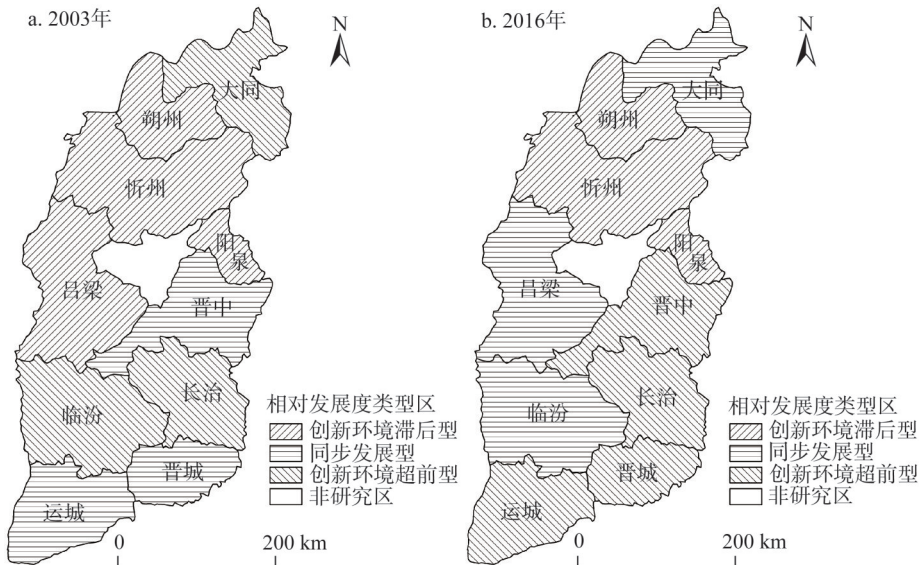 a. 2003年
N
大同
朔州
忻州
阳泉
吕梁
晋中
长治
临汾
晋城
运城
相对发展度类型区
创新环境滞后型
同步发展型
创新环境超前型
非研究区
0 200 km
b. 2016年
N
大同
朔州
忻州
阳泉
吕梁
晋中
长治
临汾
晋城
运城
相对发展度类型区
创新环境滞后型
同步发展型
创新环境超前型
非研究区
0 200 km